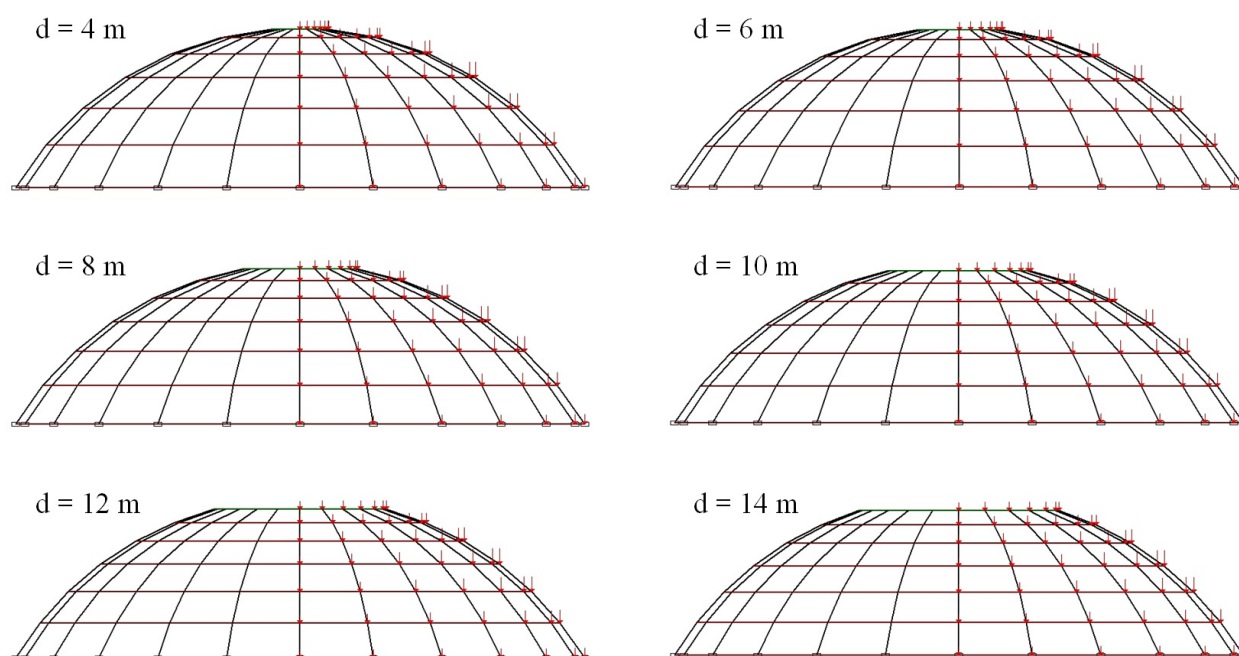 d = 4 m
d = 6 m
d = 8 m
d = 10 m
d = 12 m
d = 14 m